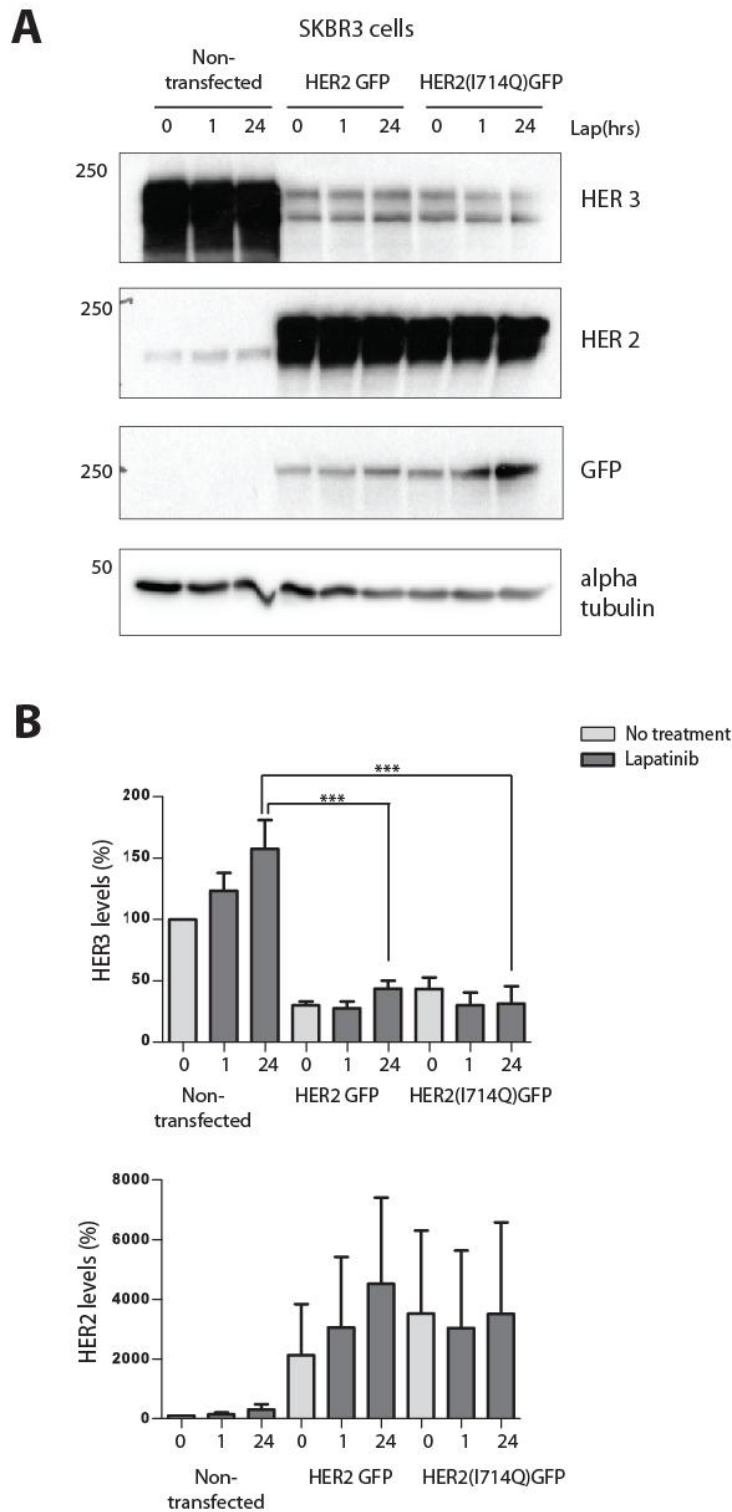 A
SKBR3 cells
Non-
transfected
HER2 GFP
HER2(I714Q)GFP
0 1 24 0 1 24 0 1 24 Lap(hrs)
250
HER 3
250
HER 2
250
GFP
50
alpha
tubulin
B
No treatment
Lapatinib
***
***
HER3 levels (%)
200
150
100
50
0
0 1 24 0 1 24 0 1 24
Non-
transfected
HER2 GFP
HER2(I714Q)GFP
HER2 levels (%)
8000
6000
4000
2000
0
0 1 24 0 1 24 0 1 24
Non-
transfected
HER2 GFP
HER2(I714Q)GFP